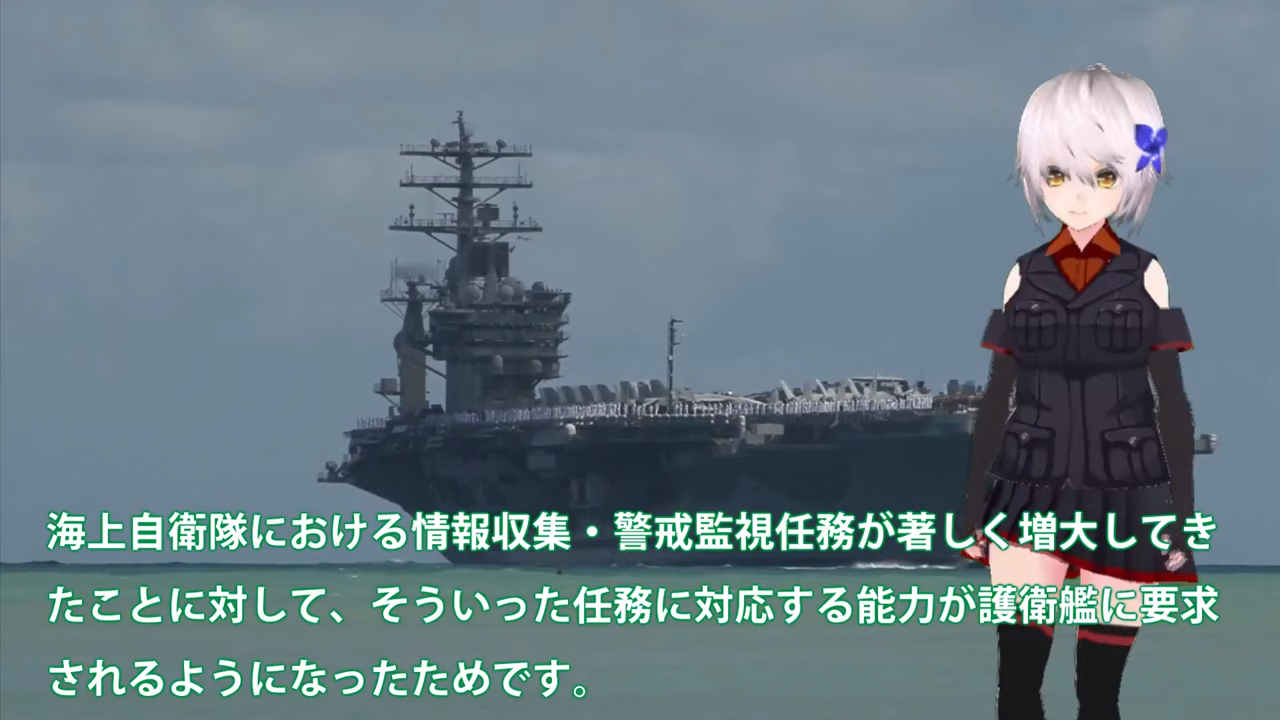 海上自衛隊における情報収集・警戒監視任務が著しく増大してき
たことに対して、そういった任務に対応する能力が護衛艦に要求
されるようになったためです。